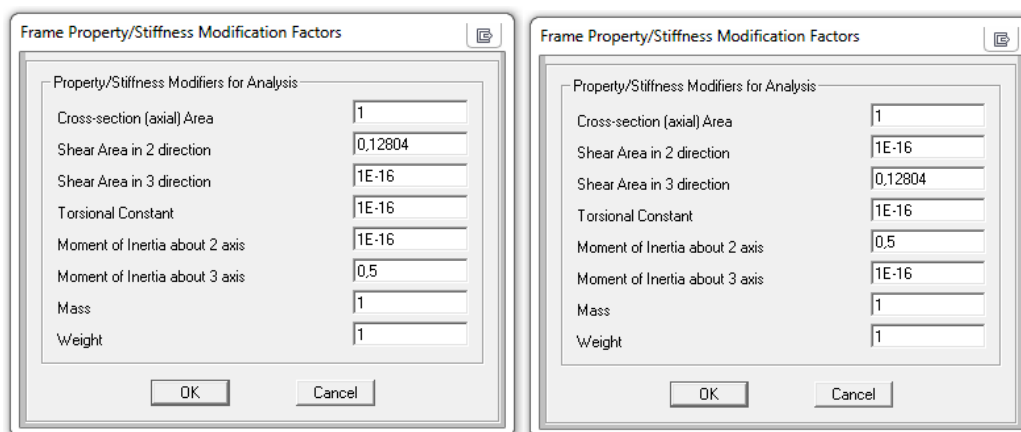 Frame Property/Stiffness Modification Factors
Property/Stiffness Modifiers for Analysis
Cross-section (axial) Area 1
Shear Area in 2 direction 0,12804
Shear Area in 3 direction 1E-16
Torsional Constant 1E-16
Moment of Inertia about 2 axis 1E-16
Moment of Inertia about 3 axis 0,5
Mass 1
Weight 1
OK Cancel
Frame Property/Stiffness Modification Factors
Property/Stiffness Modifiers for Analysis
Cross-section (axial) Area 1
Shear Area in 2 direction 1E-16
Shear Area in 3 direction 0,12804
Torsional Constant 1E-16
Moment of Inertia about 2 axis 0,5
Moment of Inertia about 3 axis 1E-16
Mass 1
Weight 1
OK Cancel